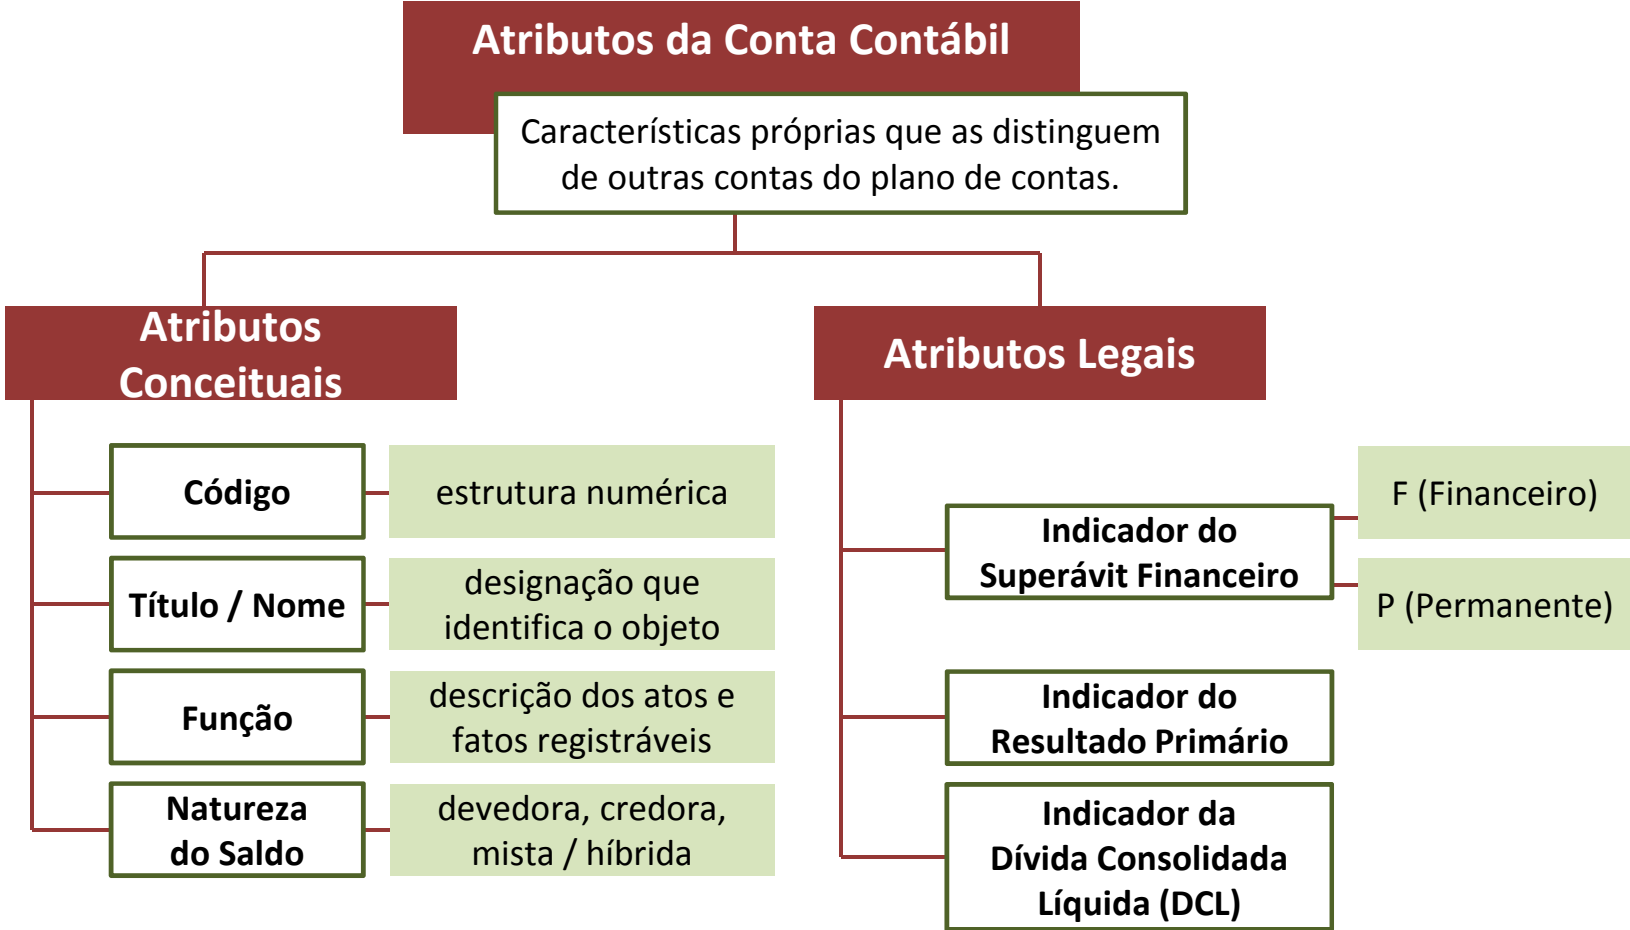 Atributos da Conta Contábil
Características próprias que as distinguem
de outras contas do plano de contas.
Atributos
Conceituais
Código
estrutura numérica
Título / Nome
designação que
identifica o objeto
Função
descrição dos atos e
fatos registráveis
Natureza
do Saldo
devedora, credora,
mista / híbrida
Atributos Legais
Indicador do
Superávit Financeiro
F (Financeiro)
P (Permanente)
Indicador do
Resultado Primário
Indicador da
Dívida Consolidada
Líquida (DCL)